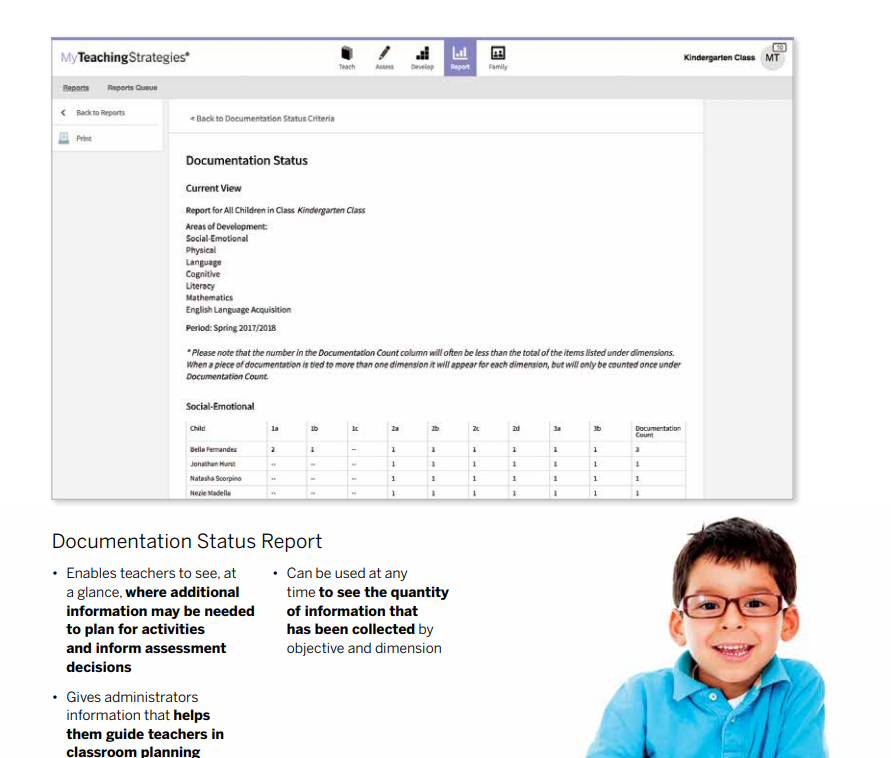 MyTeachingStrategies®
Teach
Assess
Develop
Report
Family
Kindergarten Class
MT
10
Reports Reports Queue
Back to Reports
Print
< Back to Documentation Status Criteria
Documentation Status
Current View
Report for All Children in Class Kindergarten Class
Areas of Development:
Social-Emotional
Physical
Language
Cognitive
Literacy
Mathematics
English Language Acquisition
Period: Spring 2017/2018
* Please note that the number in the Documentation Count column will often be less than the total of the items listed under dimensions.
When a piece of documentation is tied to more than one dimension it will appear for each dimension, but will only be counted once under
Documentation Count.
Social-Emotional
Child 1a 1b 1c 2a 2b 2c 2d 3a 3b Documentation
Count
Bella Fernandez 2 1 -- 1 1 1 1 1 1 3
Jonathan Hurst -- -- -- 1 1 1 1 1 1 1
Natasha Scorpino -- -- -- 1 1 1 1 1 1 1
Nezie Madella -- -- -- 1 1 1 1 1 1 1
Documentation Status Report
• Enables teachers to see, at
a glance, where additional
information may be needed
to plan for activities
and inform assessment
decisions
• Gives administrators
information that helps
them guide teachers in
classroom planning
• Can be used at any
time to see the quantity
of information that
has been collected by
objective and dimension